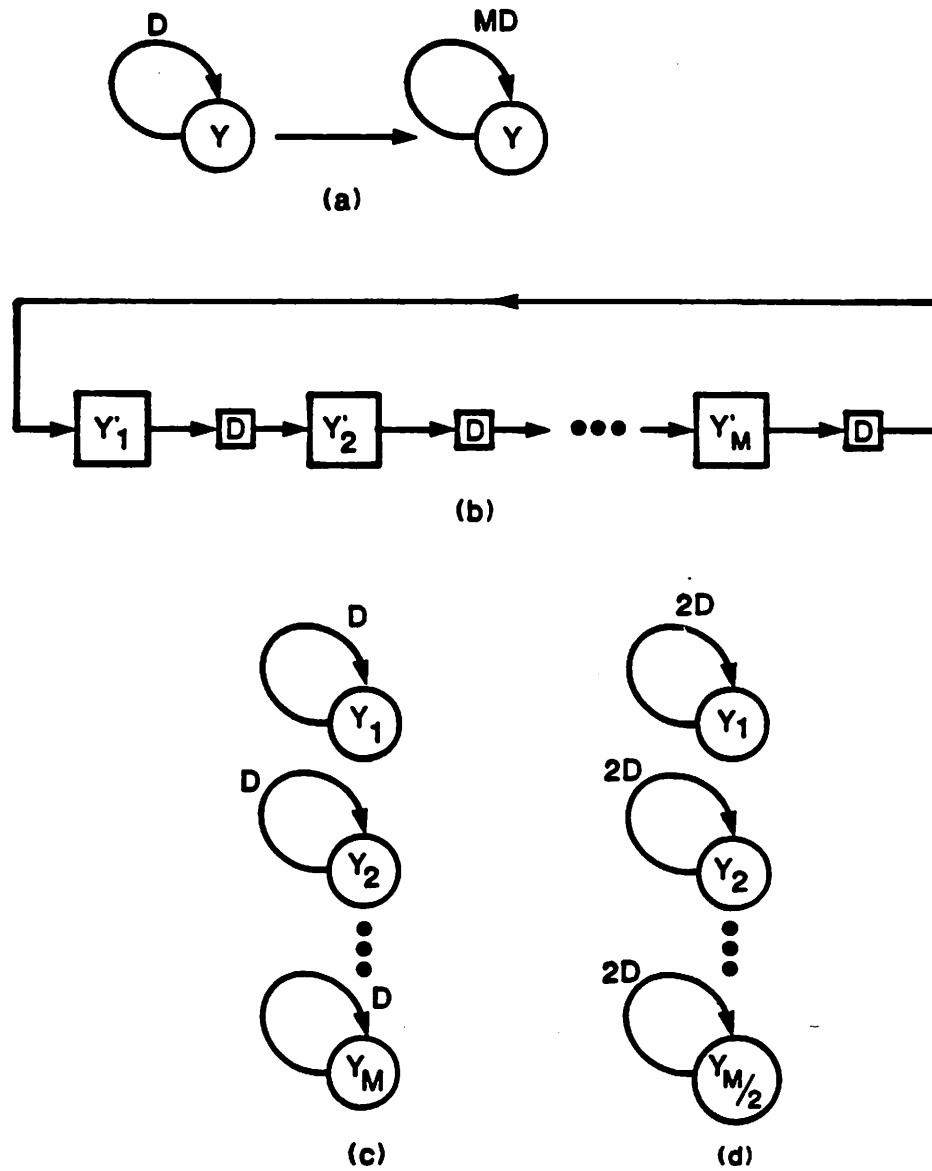 D MD
Y Y
(a)
Y'1 D Y'2 D ••• Y'M D
(b)
D 2D
Y1 Y1
D 2D
Y2 Y2
D 2D
YM YM/2
(c) (d)